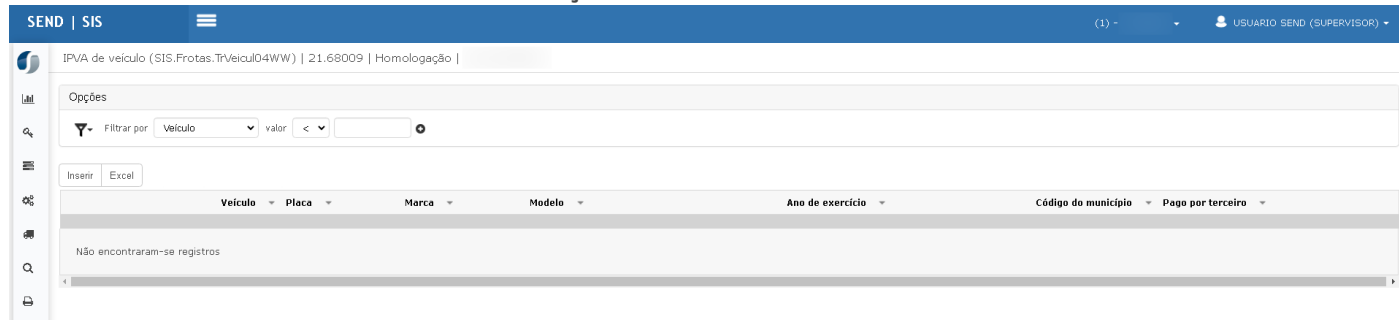 SEND | SIS
(1) -
USUARIO SEND (SUPERVISOR)
IPVA de veículo (SIS.Frotas.TrVeicul04WW) | 21.68009 | Homologação |
Opções
Filtrar por Veículo valor <
Inserir Excel
Veículo Placa Marca Modelo Ano de exercício Código do município Pago por terceiro
Não encontraram-se registros